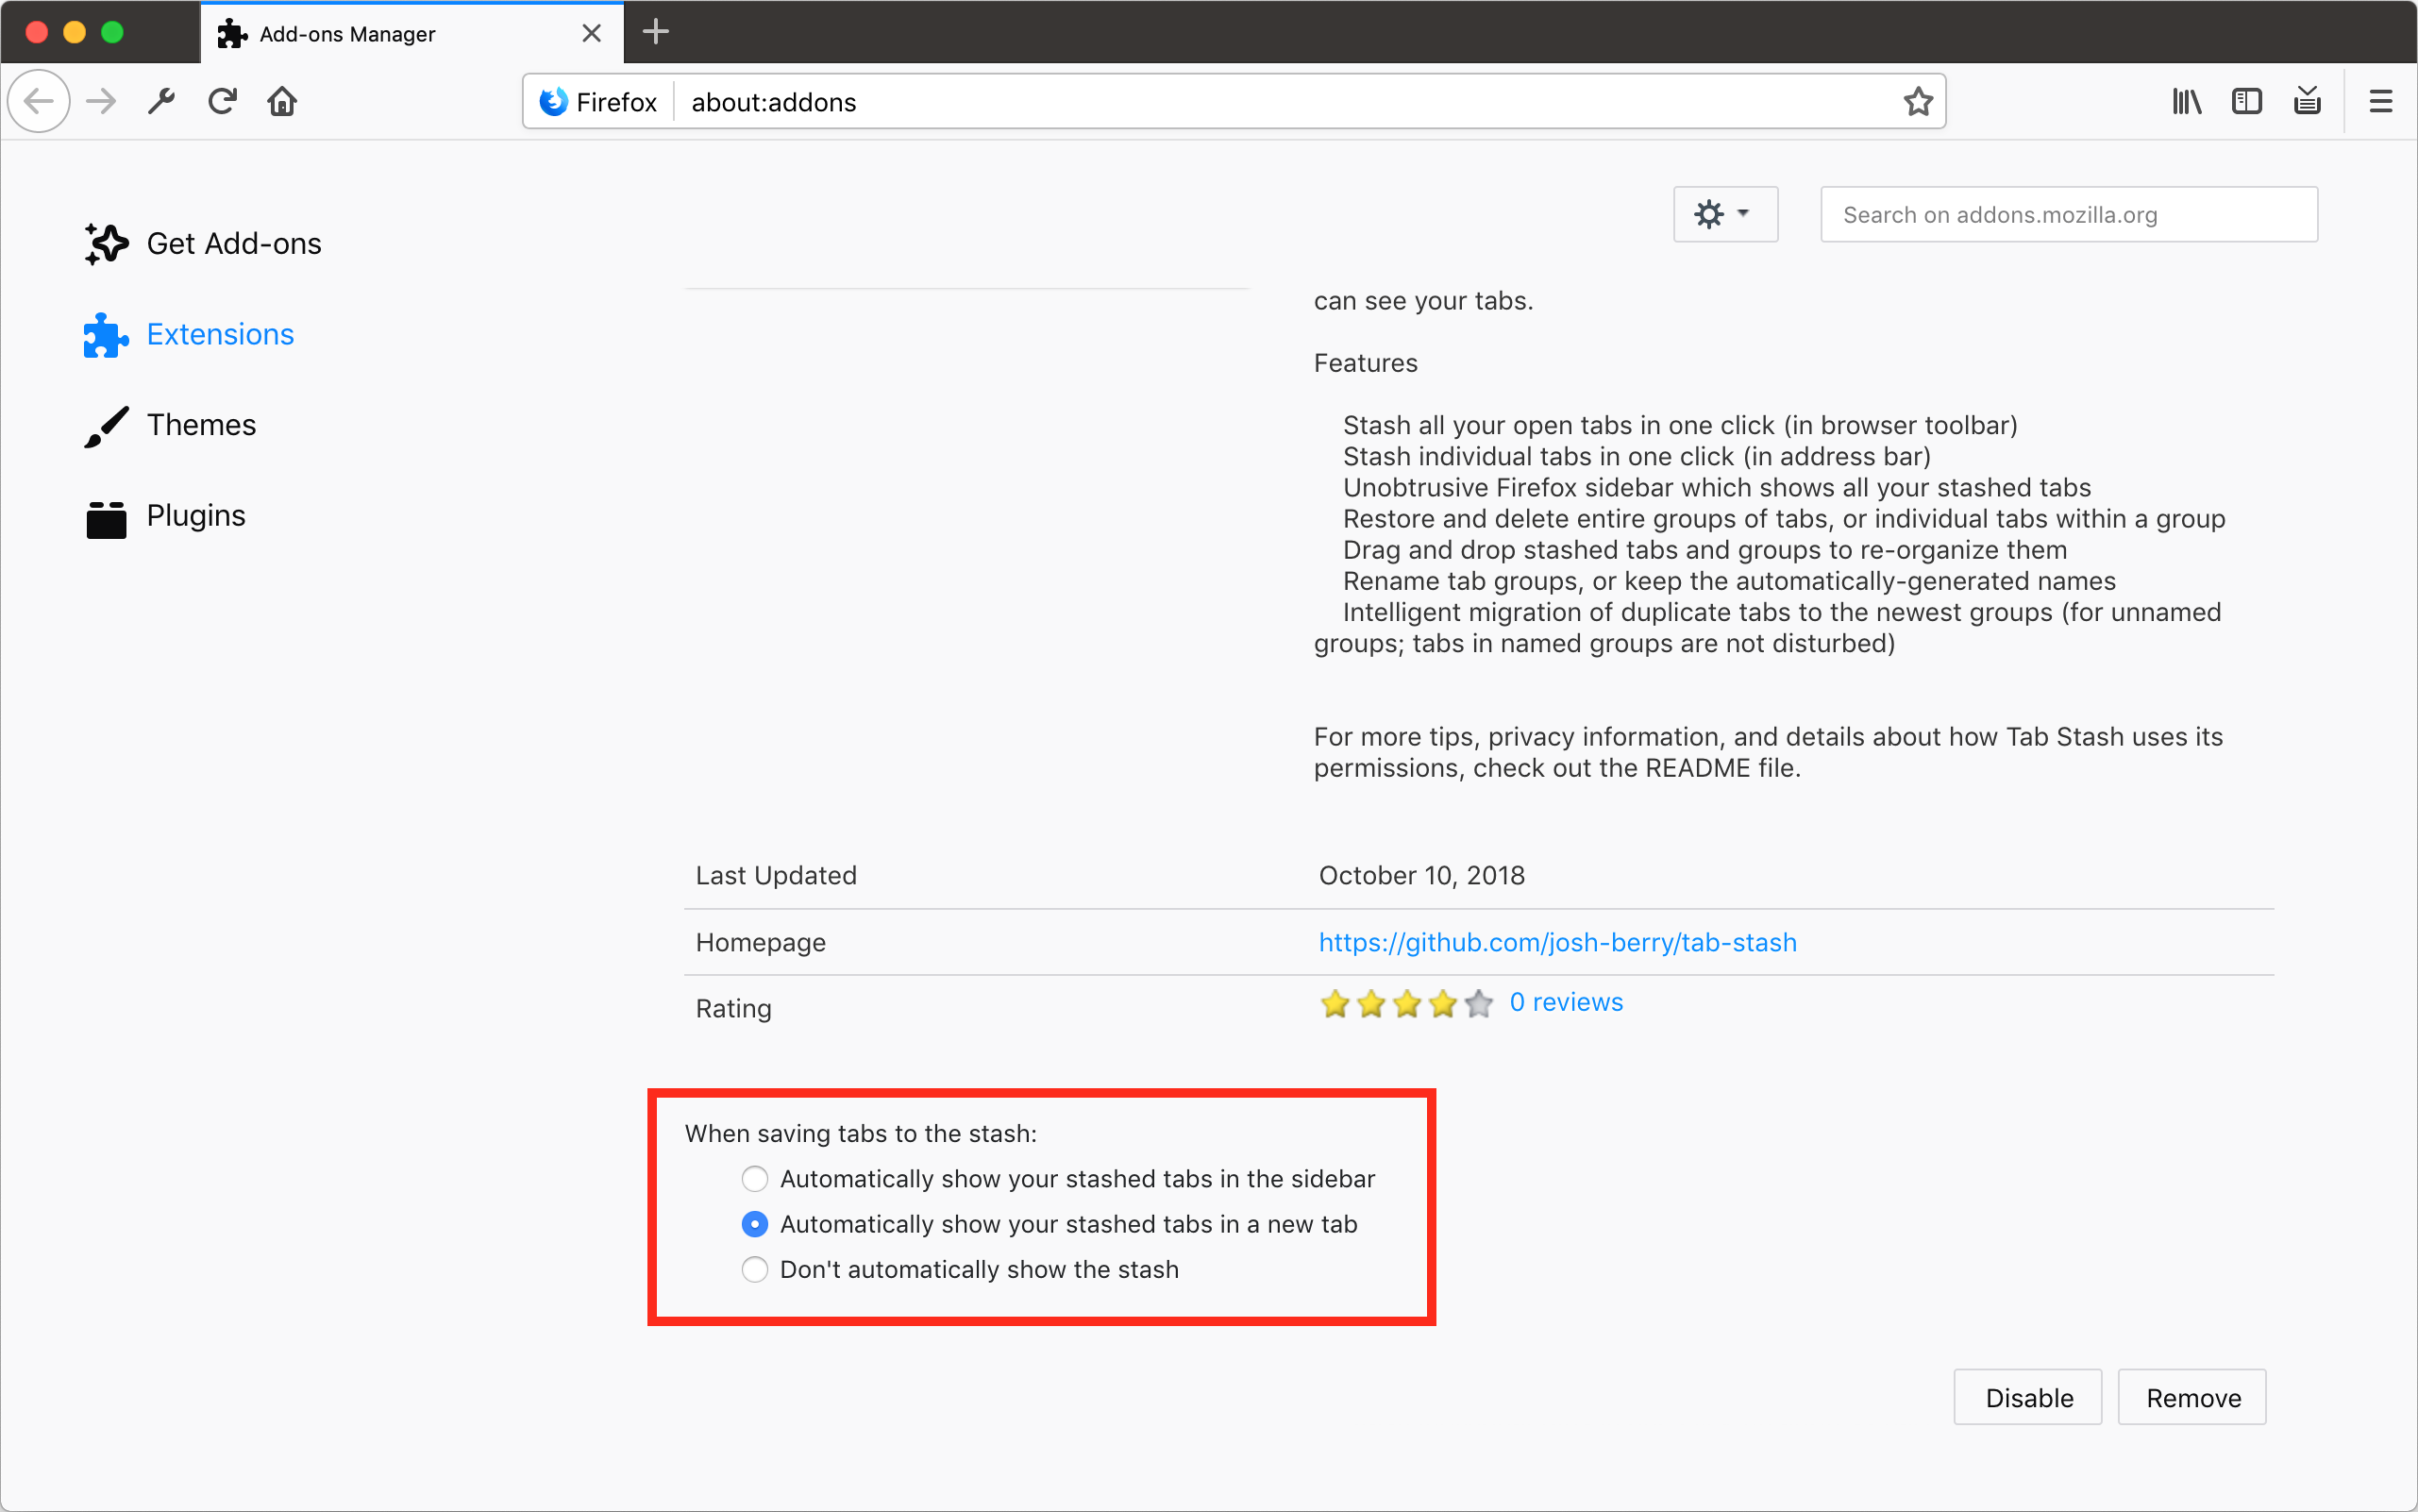 Add-ons Manager
Firefox
about:addons
Search on addons.mozilla.org
Get Add-ons
Extensions
Themes
Plugins
can see your tabs.
Features
Stash all your open tabs in one click (in browser toolbar)
Stash individual tabs in one click (in address bar)
Unobtrusive Firefox sidebar which shows all your stashed tabs
Restore and delete entire groups of tabs, or individual tabs within a group
Drag and drop stashed tabs and groups to re-organize them
Rename tab groups, or keep the automatically-generated names
Intelligent migration of duplicate tabs to the newest groups (for unnamed
groups; tabs in named groups are not disturbed)
For more tips, privacy information, and details about how Tab Stash uses its
permissions, check out the README file.
Last Updated
October 10, 2018
Homepage
https://github.com/josh-berry/tab-stash
Rating
0 reviews
When saving tabs to the stash:
Automatically show your stashed tabs in the sidebar
Automatically show your stashed tabs in a new tab
Don't automatically show the stash
Disable
Remove